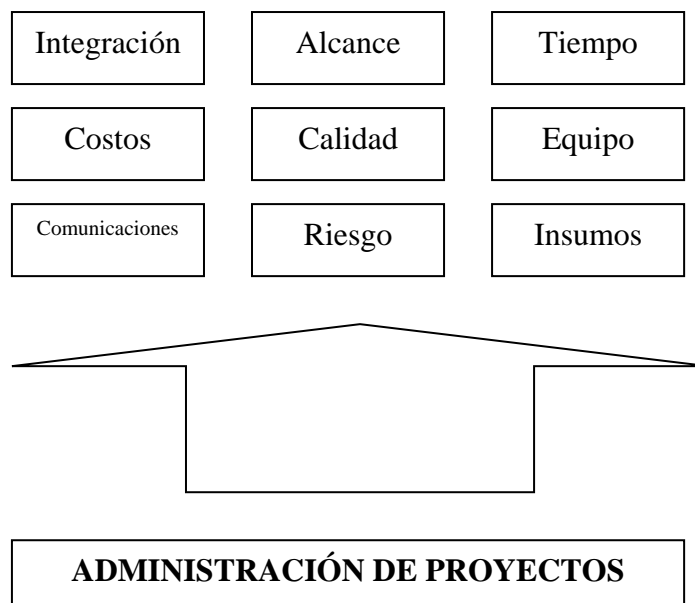 Integración
Alcance
Tiempo
Costos
Calidad
Equipo
Comunicaciones
Riesgo
Insumos
ADMINISTRACIÓN DE PROYECTOS